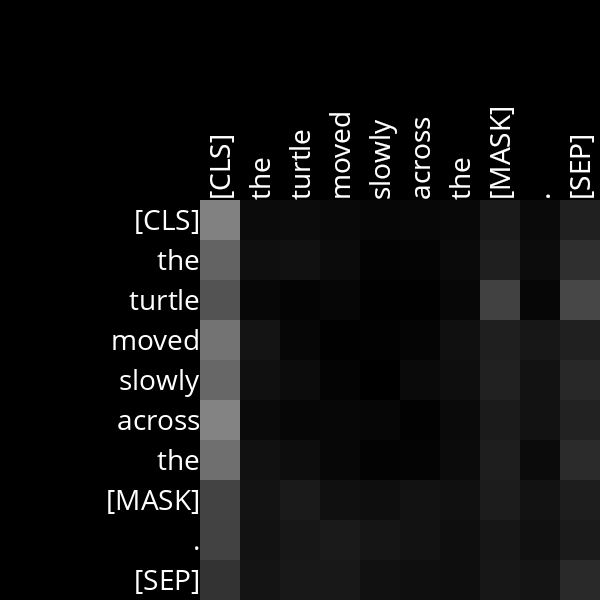 [CLS] the turtle moved slowly across the [MASK] . [SEP]
[CLS]
the
turtle
moved
slowly
across
the
[MASK]
.
[SEP]